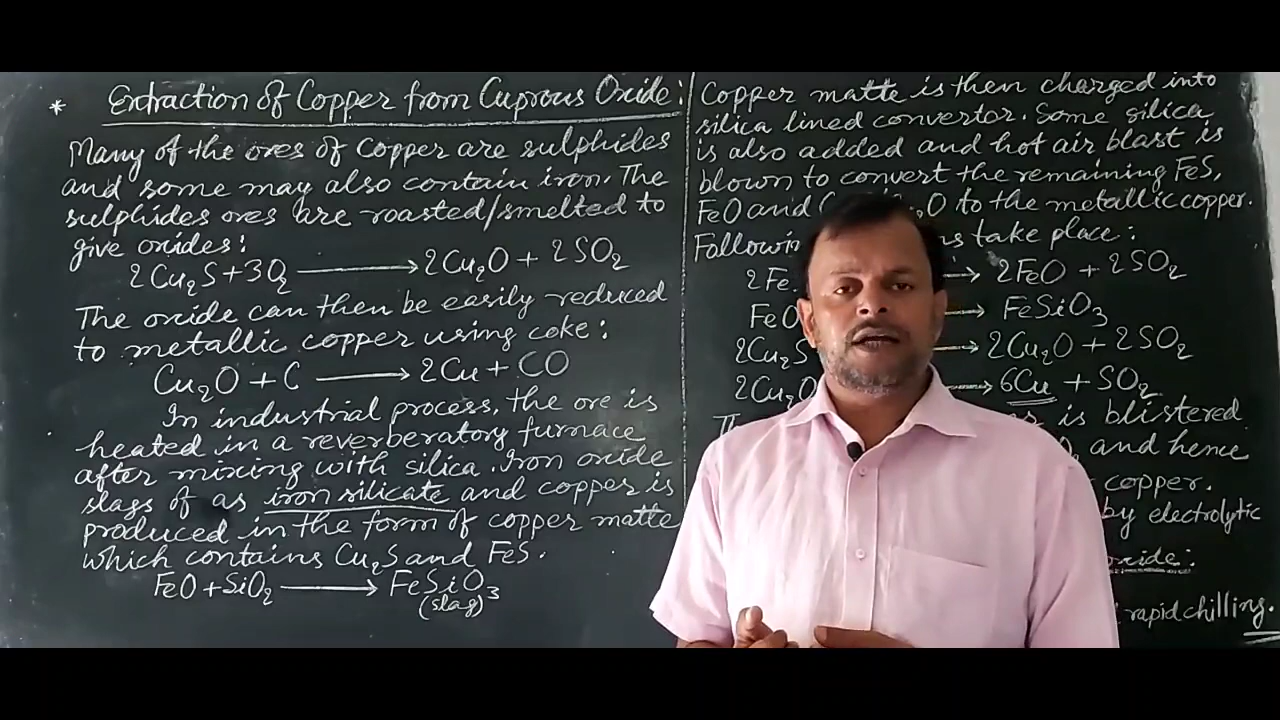 * Extraction of Copper from Cuprous Oxide:
Many of the ores of copper are sulphides
and some may also contain iron. The
sulphides ores are roasted/smelted to
give oxides:
2Cu₂S+3O₂ ⟶ 2Cu₂O + 2SO₂
The oxide can then be easily reduced
to metallic copper using coke:
Cu₂O + C ⟶ 2Cu + CO
In industrial process, the ore is
heated in a reverberatory furnace
after mixing with silica. Iron oxide
slags of as iron silicate and copper is
produced in the form of copper matte
which contains Cu₂S and FeS.
FeO+SiO₂ ⟶ FeSiO₃
(slag)
Copper matte is then charged into
silica lined convertor. Some silica
is also added and hot air blast is
blown to convert the remaining FeS,
FeO and O to the metallic copper.
take place:
2Fe ⟶ 2FeO + 2SO₂
FeO ⟶ FeSiO₃
2Cu₂S ⟶ 2Cu₂O + 2SO₂
2Cu₂O ⟶ 6Cu + SO₂
is blistered
and hence
copper.
by electrolytic
oxide:
rapid chilling.